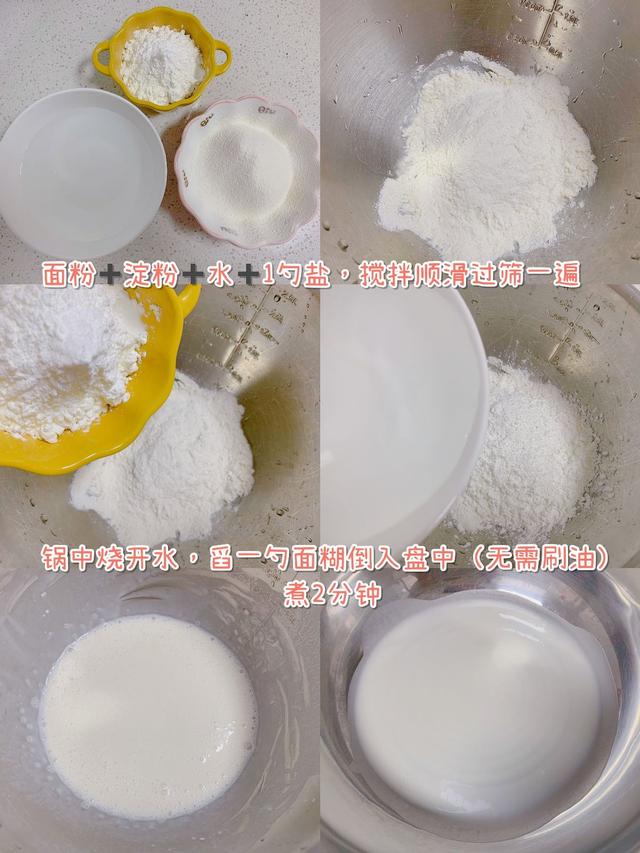 面粉➕淀粉➕水➕1勺盐，搅拌顺滑过筛一遍
锅中烧开水，舀一勺面糊倒入盘中（无需刷油）
煮2分钟